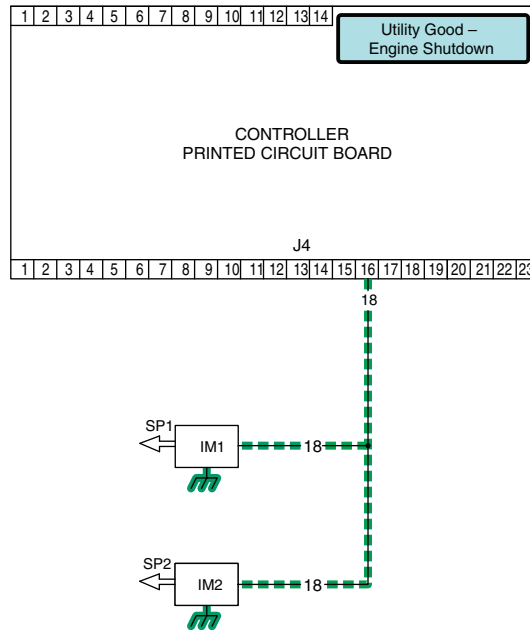 1 2 3 4 5 6 7 8 9 10 11 12 13 14
Utility Good –
Engine Shutdown
CONTROLLER
PRINTED CIRCUIT BOARD
J4
1 2 3 4 5 6 7 8 9 10 11 12 13 14 15 16 17 18 19 20 21 22 23
18
SP1
IM1
18
SP2
IM2
18